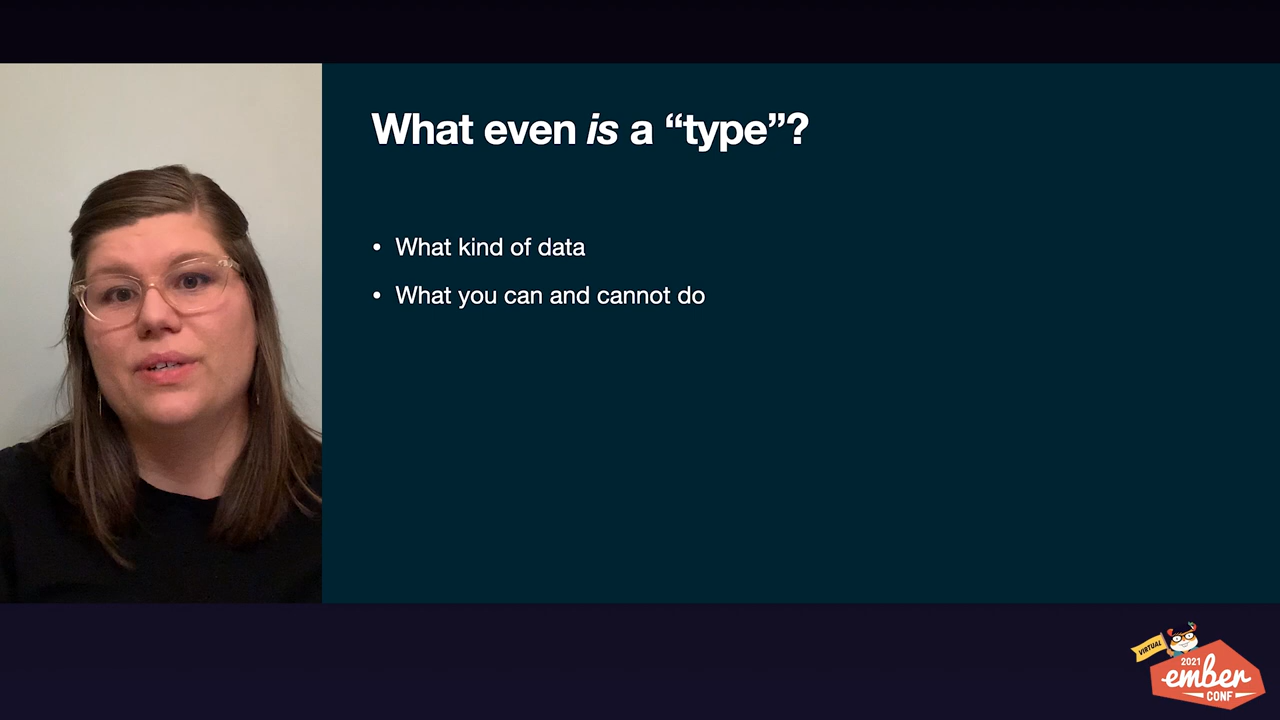 What even is a “type”?
• What kind of data
• What you can and cannot do
VIRTUAL
2021
ember
CONF